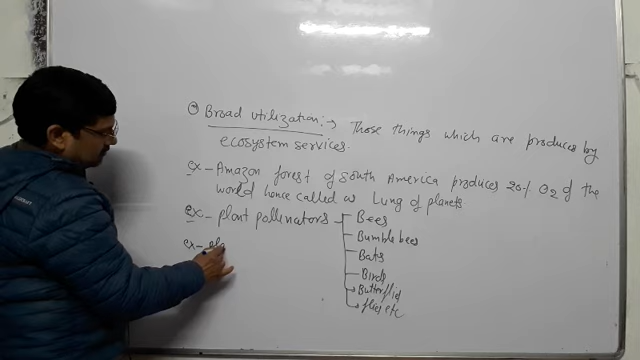 Broad utilization:→ Those things which are produces by
ecosystem services.
ex – Amazon forest of South America produces 20% O2 of the
world hence called as Lung of planets.
ex – plant pollinators
Bees
Bumble bees
Bats
Birds
Butterflies
flies etc
ex –